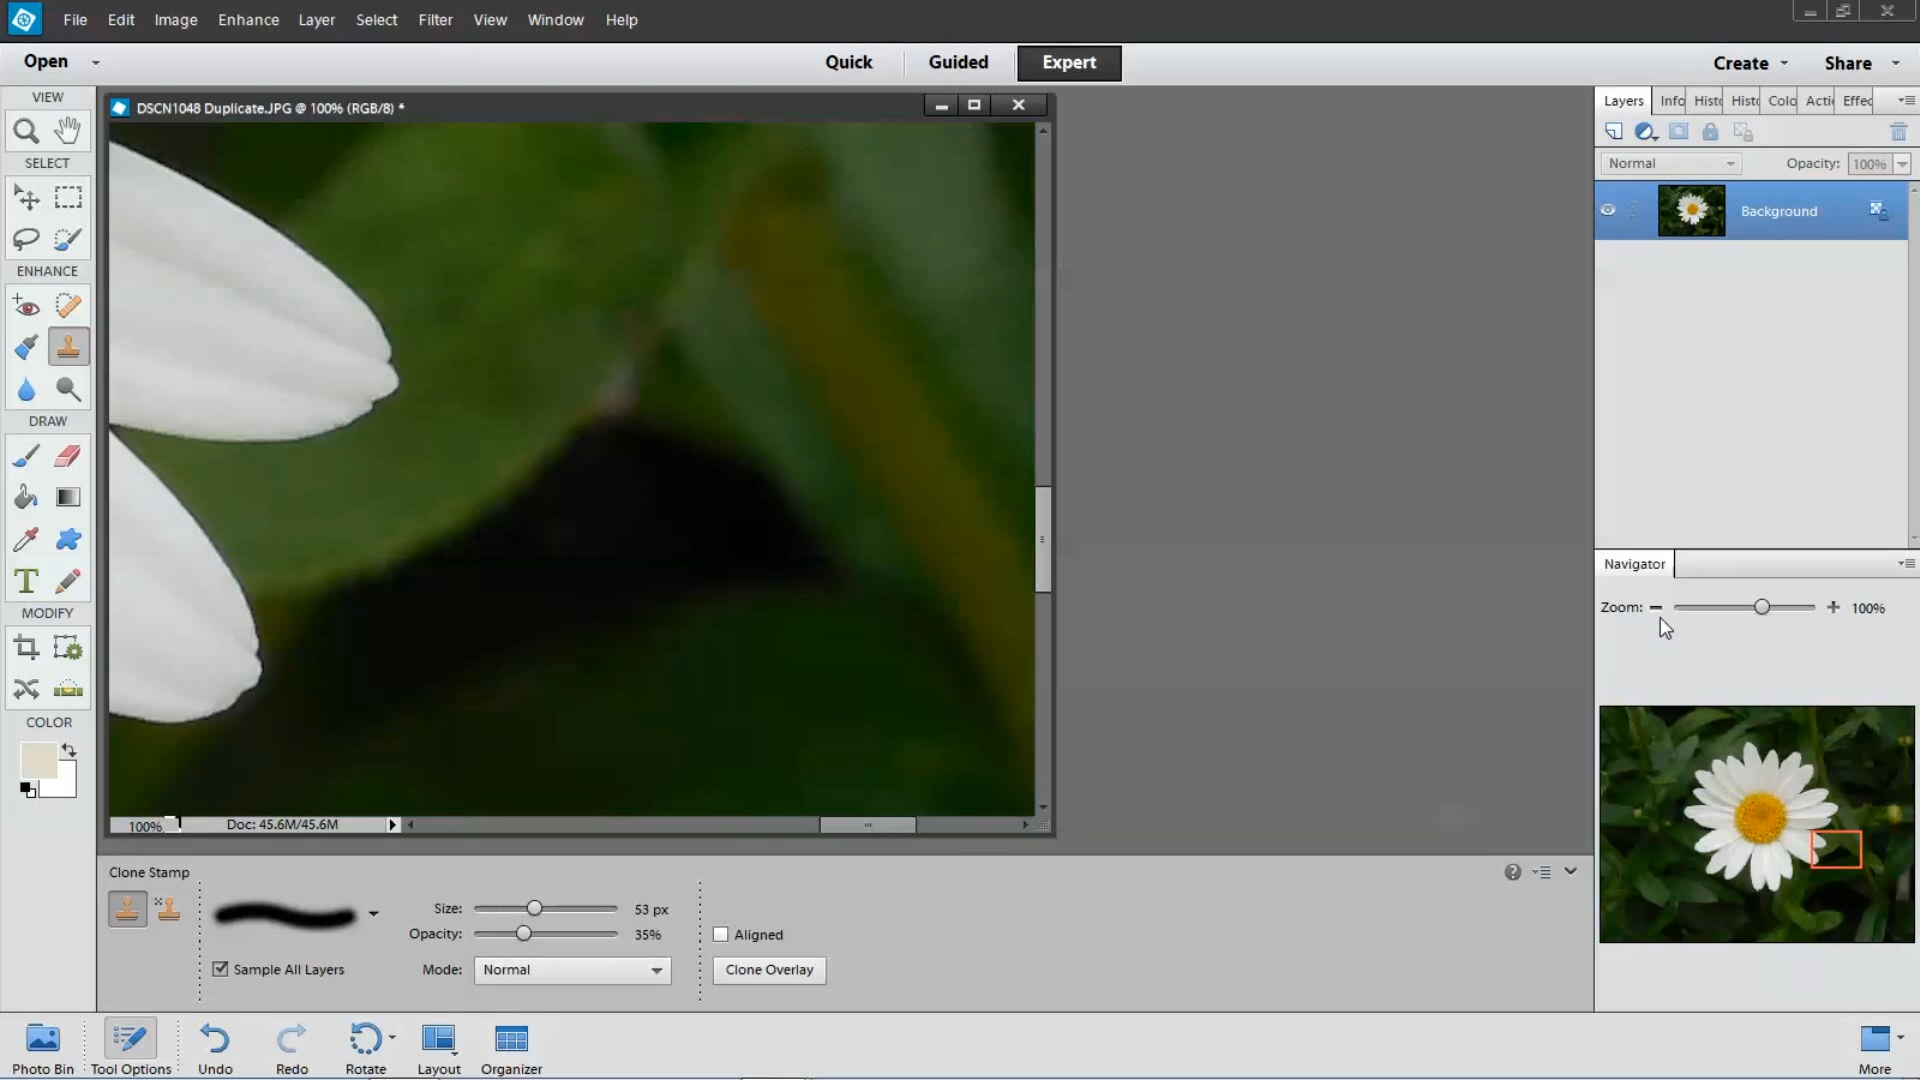 File Edit Image Enhance Layer Select Filter View Window Help
Open Quick Guided Expert Create Share
VIEW
DSCN1048 Duplicate.JPG @ 100% (RGB/8) *
SELECT
ENHANCE
DRAW
T
MODIFY
COLOR
Layers Info Colo Acti Effec
Normal Opacity: 100%
Background
Navigator
Zoom: 100%
100% Doc: 45.6M/45.6M
Clone Stamp
Size: 53 px
Opacity: 35%
Aligned
Sample All Layers
Mode: Normal
Clone Overlay
Photo Bin Tool Options Undo Redo Rotate Layout Organizer More